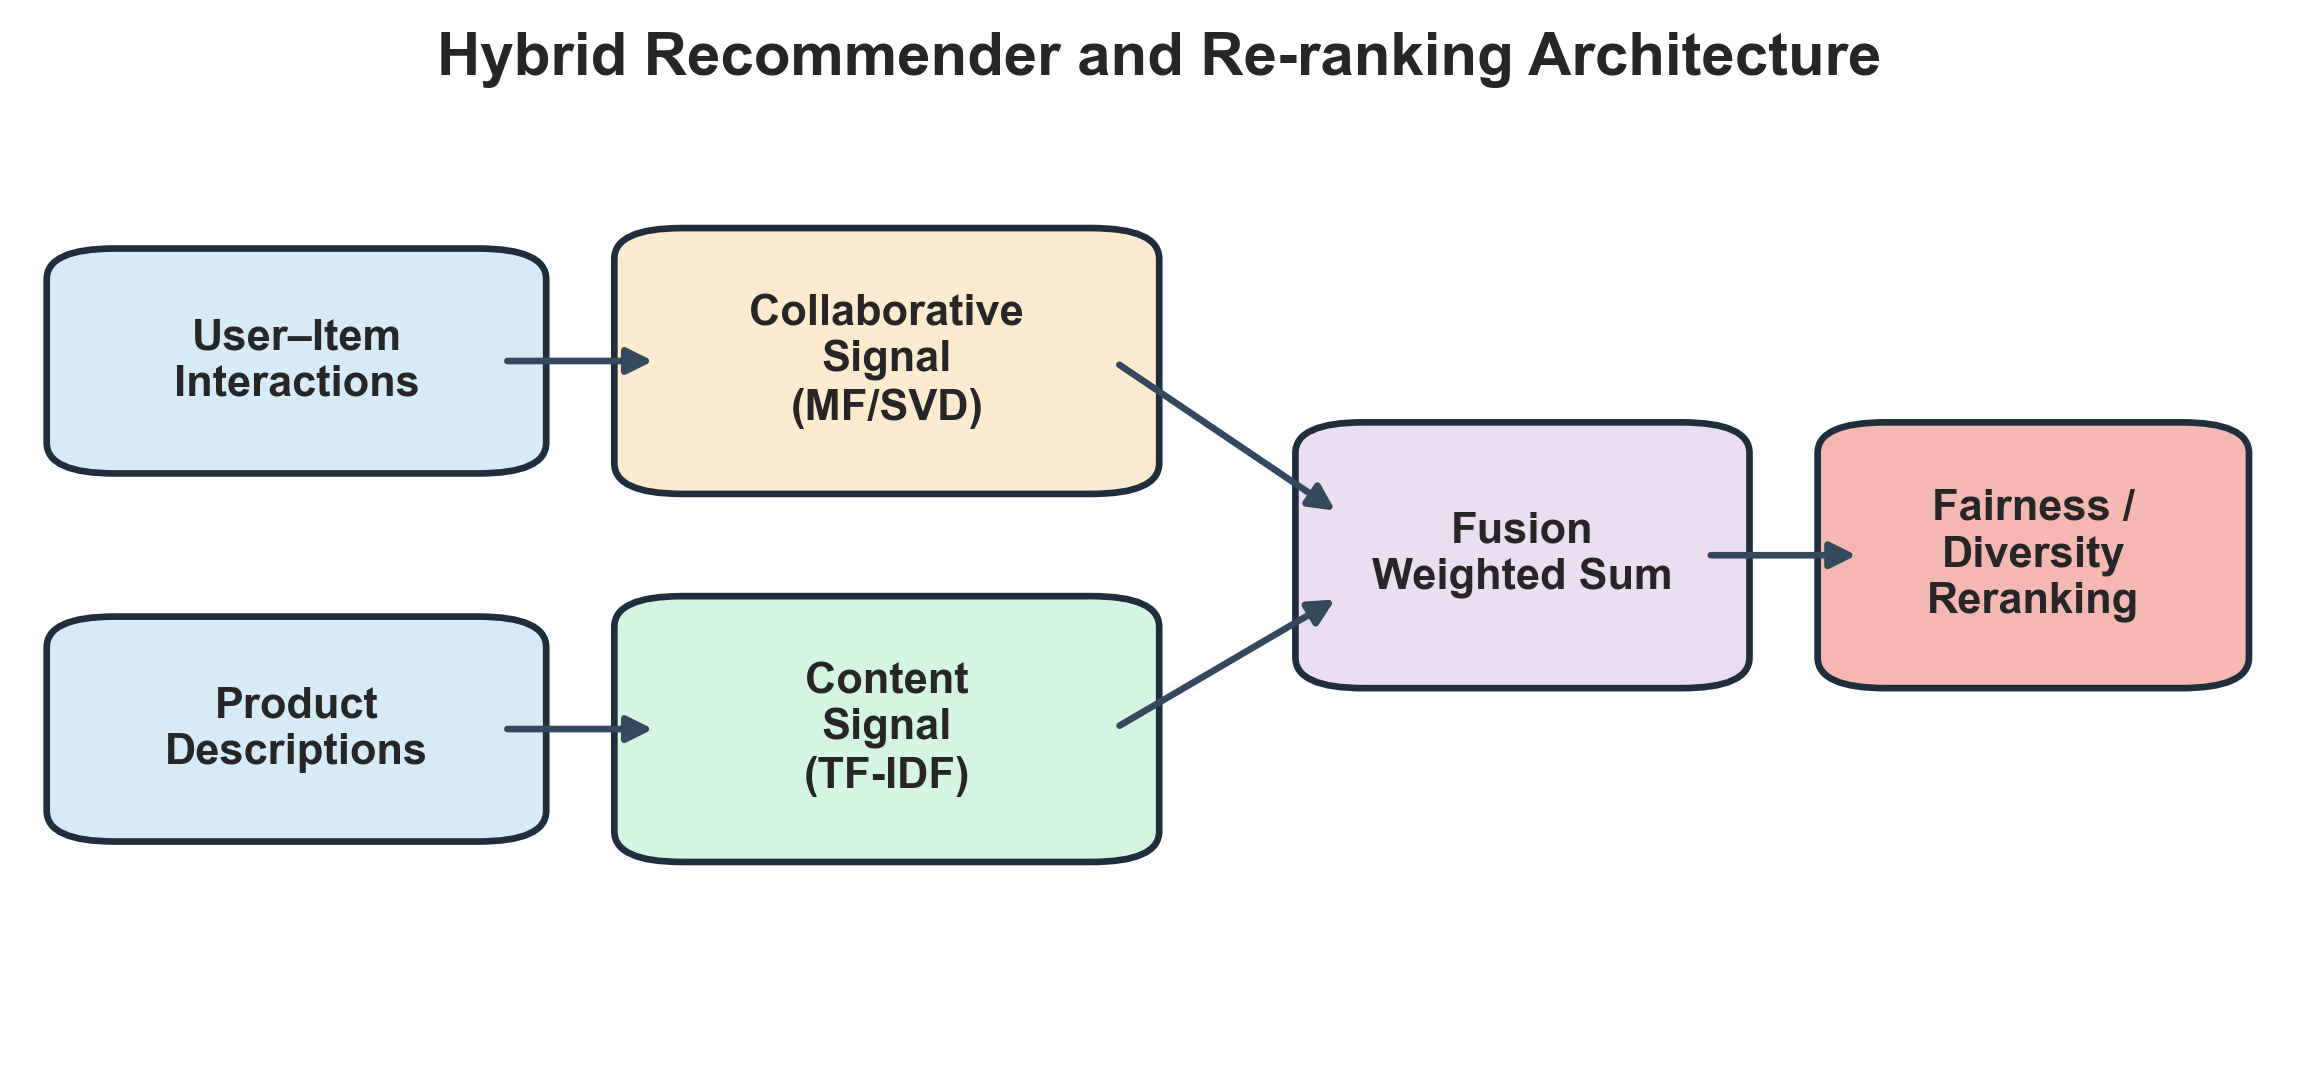 Hybrid Recommender and Re-ranking Architecture
User–Item
Interactions
Collaborative
Signal
(MF/SVD)
Product
Descriptions
Content
Signal
(TF-IDF)
Fusion
Weighted Sum
Fairness /
Diversity
Reranking